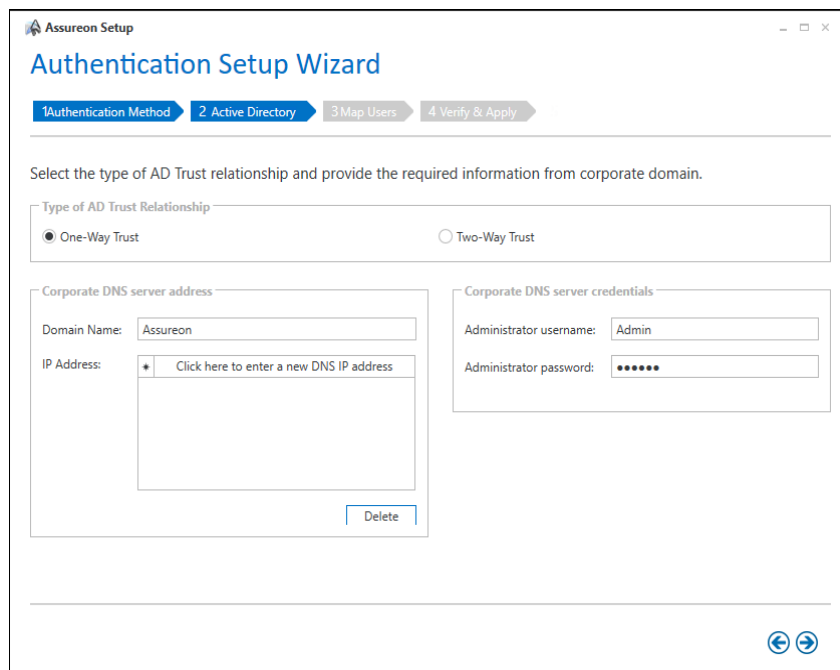 Assureon Setup
Authentication Setup Wizard
1Authentication Method 2 Active Directory 3 Map Users 4 Verify & Apply
Select the type of AD Trust relationship and provide the required information from corporate domain.
Type of AD Trust Relationship
One-Way Trust Two-Way Trust
Corporate DNS server address Corporate DNS server credentials
Domain Name: Assureon Administrator username: Admin
IP Address: Click here to enter a new DNS IP address Administrator password: ●●●●●●
Delete